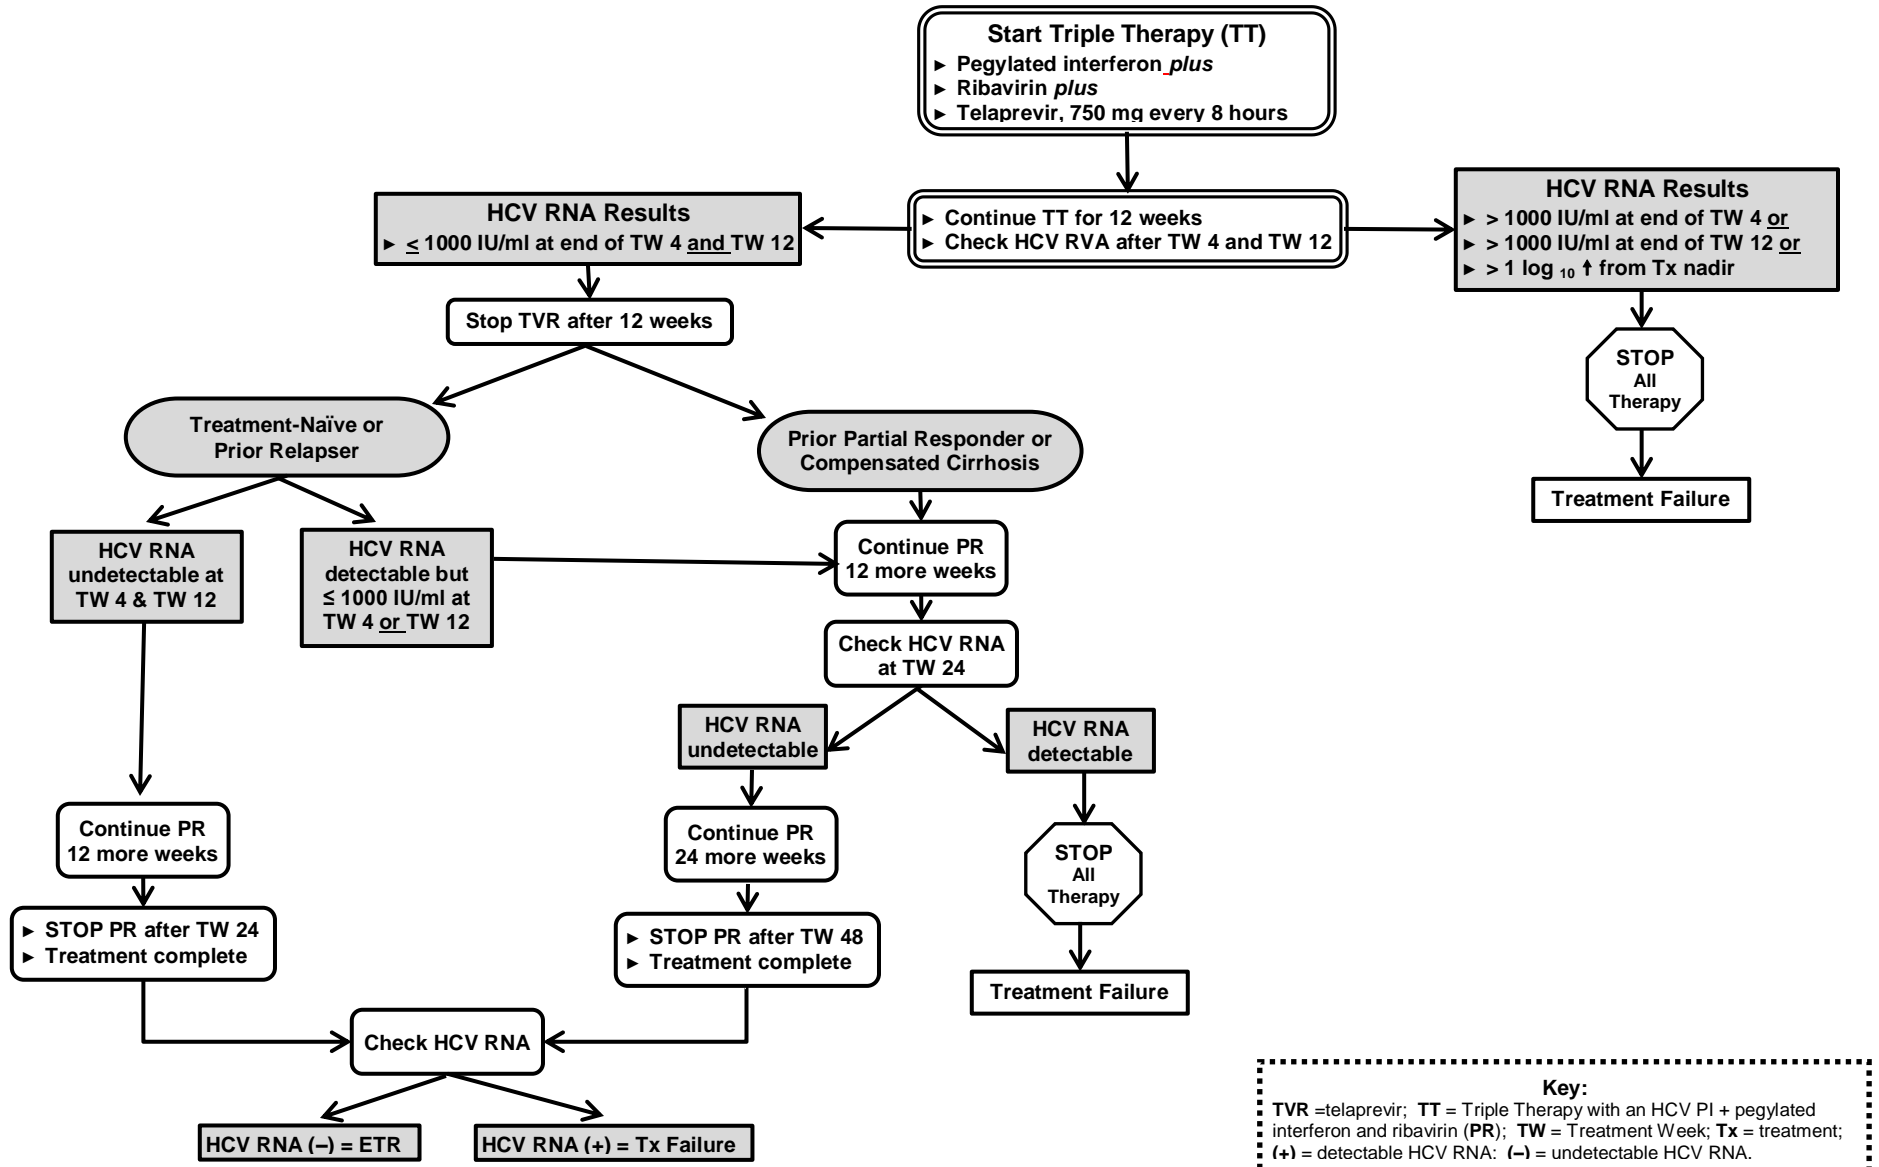 Start Triple Therapy (TT)
► Pegylated interferon plus
► Ribavirin plus
► Telaprevir, 750 mg every 8 hours
HCV RNA Results
► ≤ 1000 IU/ml at end of TW 4 and TW 12
► Continue TT for 12 weeks
► Check HCV RVA after TW 4 and TW 12
HCV RNA Results
► > 1000 IU/ml at end of TW 4 or
► > 1000 IU/ml at end of TW 12 or
► > 1 log 10 ↑ from Tx nadir
Stop TVR after 12 weeks
STOP
All
Therapy
Treatment Failure
Treatment-Naïve or
Prior Relapser
Prior Partial Responder or
Compensated Cirrhosis
HCV RNA
undetectable at
TW 4 & TW 12
HCV RNA
detectable but
≤ 1000 IU/ml at
TW 4 or TW 12
Continue PR
12 more weeks
Check HCV RNA
at TW 24
HCV RNA
undetectable
HCV RNA
detectable
Continue PR
12 more weeks
Continue PR
24 more weeks
STOP
All
Therapy
► STOP PR after TW 24
► Treatment complete
► STOP PR after TW 48
► Treatment complete
Treatment Failure
Check HCV RNA
HCV RNA (–) = ETR
HCV RNA (+) = Tx Failure
Key:
TVR =telaprevir; TT = Triple Therapy with an HCV PI + pegylated
interferon and ribavirin (PR); TW = Treatment Week; Tx = treatment;
(+) = detectable HCV RNA; (–) = undetectable HCV RNA.